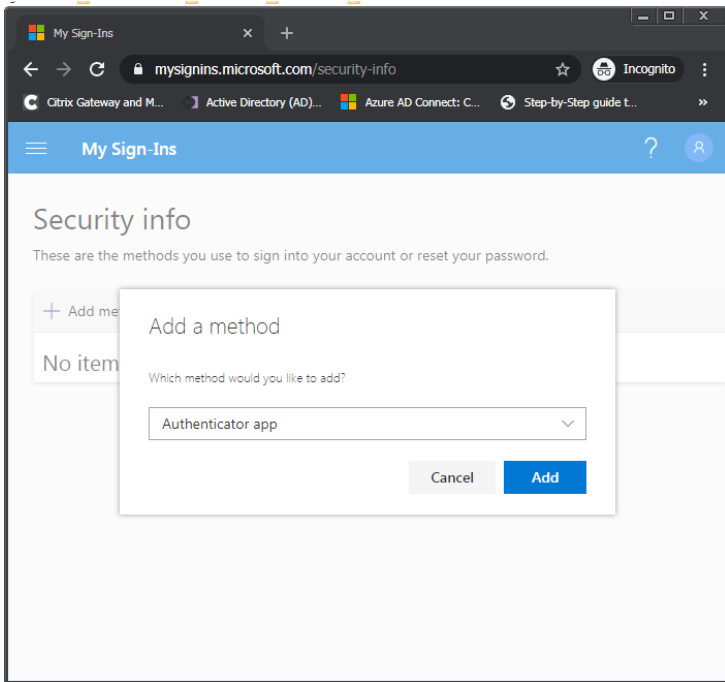 My Sign-Ins
mysignins.microsoft.com/security-info
Incognito
Citrix Gateway and M...
Active Directory (AD)...
Azure AD Connect: C...
Step-by-Step guide t...
My Sign-Ins
Security info
These are the methods you use to sign into your account or reset your password.
Add me
No item
Add a method
Which method would you like to add?
Authenticator app
Cancel
Add